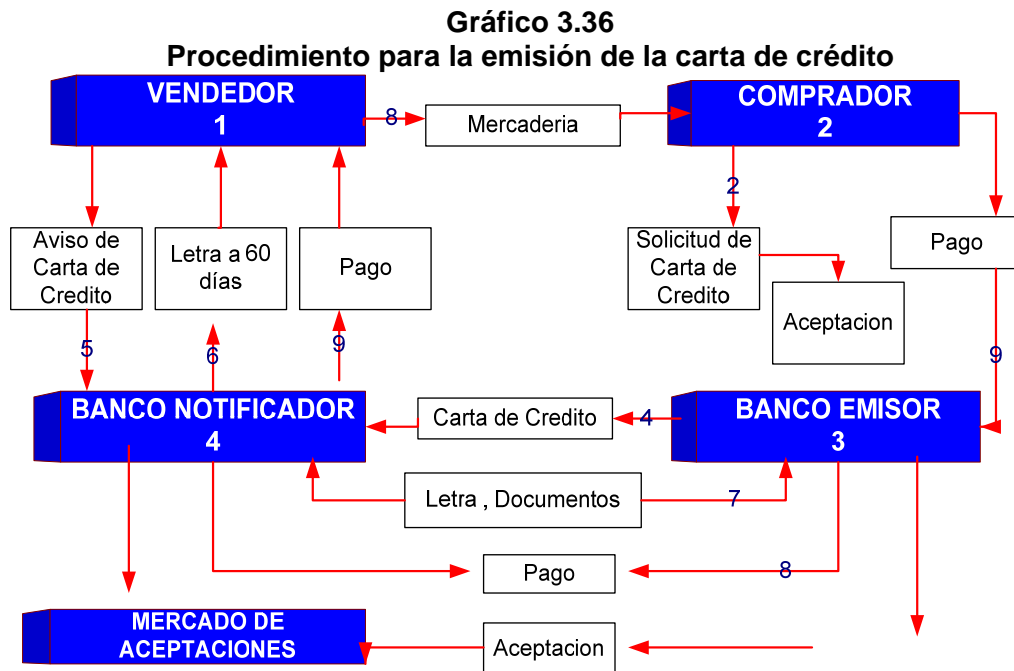 Gráfico 3.36
Procedimiento para la emisión de la carta de crédito
VENDEDOR
1
8
Mercaderia
COMPRADOR
2
2
Aviso de
Carta de
Credito
Letra a 60
días
Pago
Solicitud de
Carta de
Credito
Aceptacion
Pago
5
6
9
9
BANCO NOTIFICADOR
4
Carta de Credito
4
BANCO EMISOR
3
Letra , Documentos
7
Pago
8
MERCADO DE
ACEPTACIONES
Aceptacion